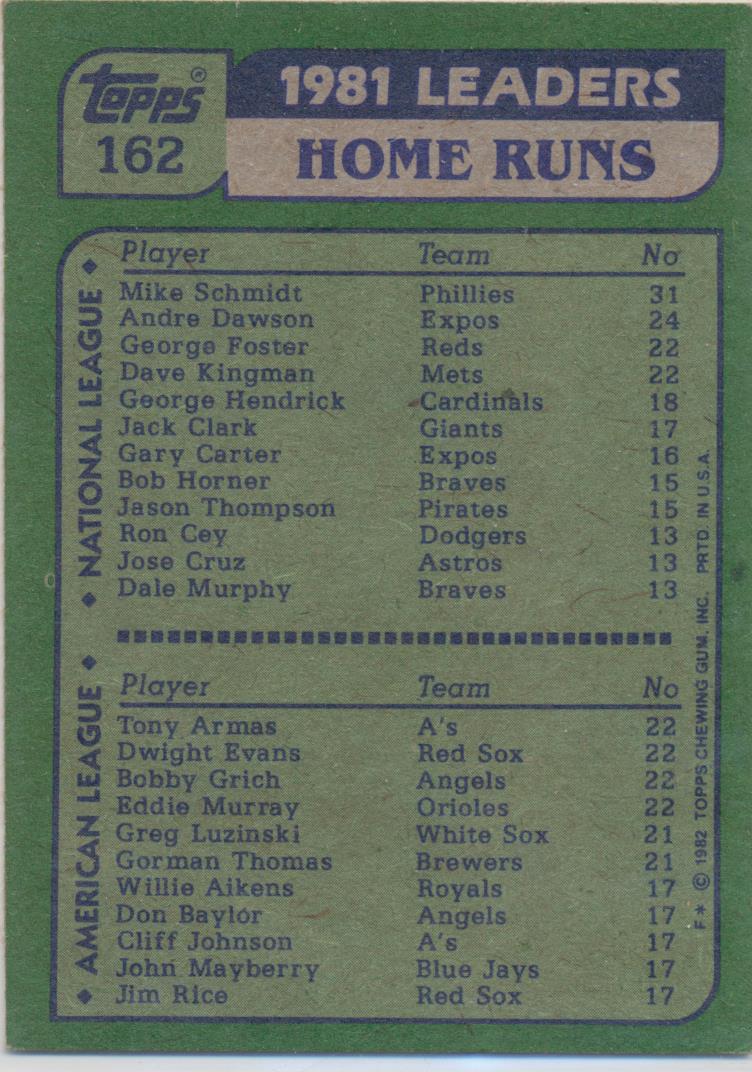 topps®
162
1981 LEADERS
HOME RUNS
◆ NATIONAL LEAGUE ◆
Player Team No
Mike Schmidt Phillies 31
Andre Dawson Expos 24
George Foster Reds 22
Dave Kingman Mets 22
George Hendrick Cardinals 18
Jack Clark Giants 17
Gary Carter Expos 16
Bob Horner Braves 15
Jason Thompson Pirates 15
Ron Cey Dodgers 13
Jose Cruz Astros 13
Dale Murphy Braves 13
◆ AMERICAN LEAGUE ◆
Player Team No
Tony Armas A's 22
Dwight Evans Red Sox 22
Bobby Grich Angels 22
Eddie Murray Orioles 22
Greg Luzinski White Sox 21
Gorman Thomas Brewers 21
Willie Aikens Royals 17
Don Baylor Angels 17
Cliff Johnson A's 17
John Mayberry Blue Jays 17
Jim Rice Red Sox 17
F* © 1982 TOPPS CHEWING GUM, INC. PRTD. IN U.S.A.